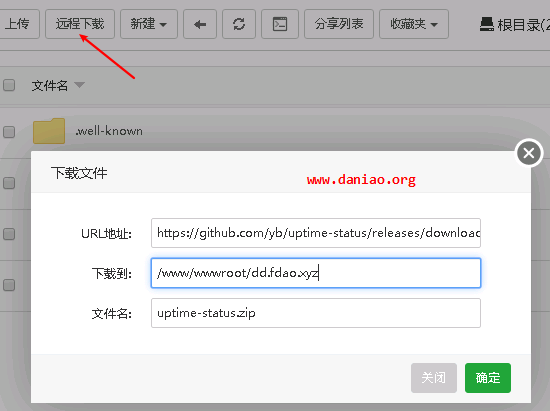 上传 远程下载 新建 分享列表 收藏夹 根目录(2
文件名
.well-known
下载文件
www.daniao.org
URL地址: https://github.com/yb/uptime-status/releases/download
下载到: /www/wwwroot/dd.fdao.xyz
文件名: uptime-status.zip
关闭 确定